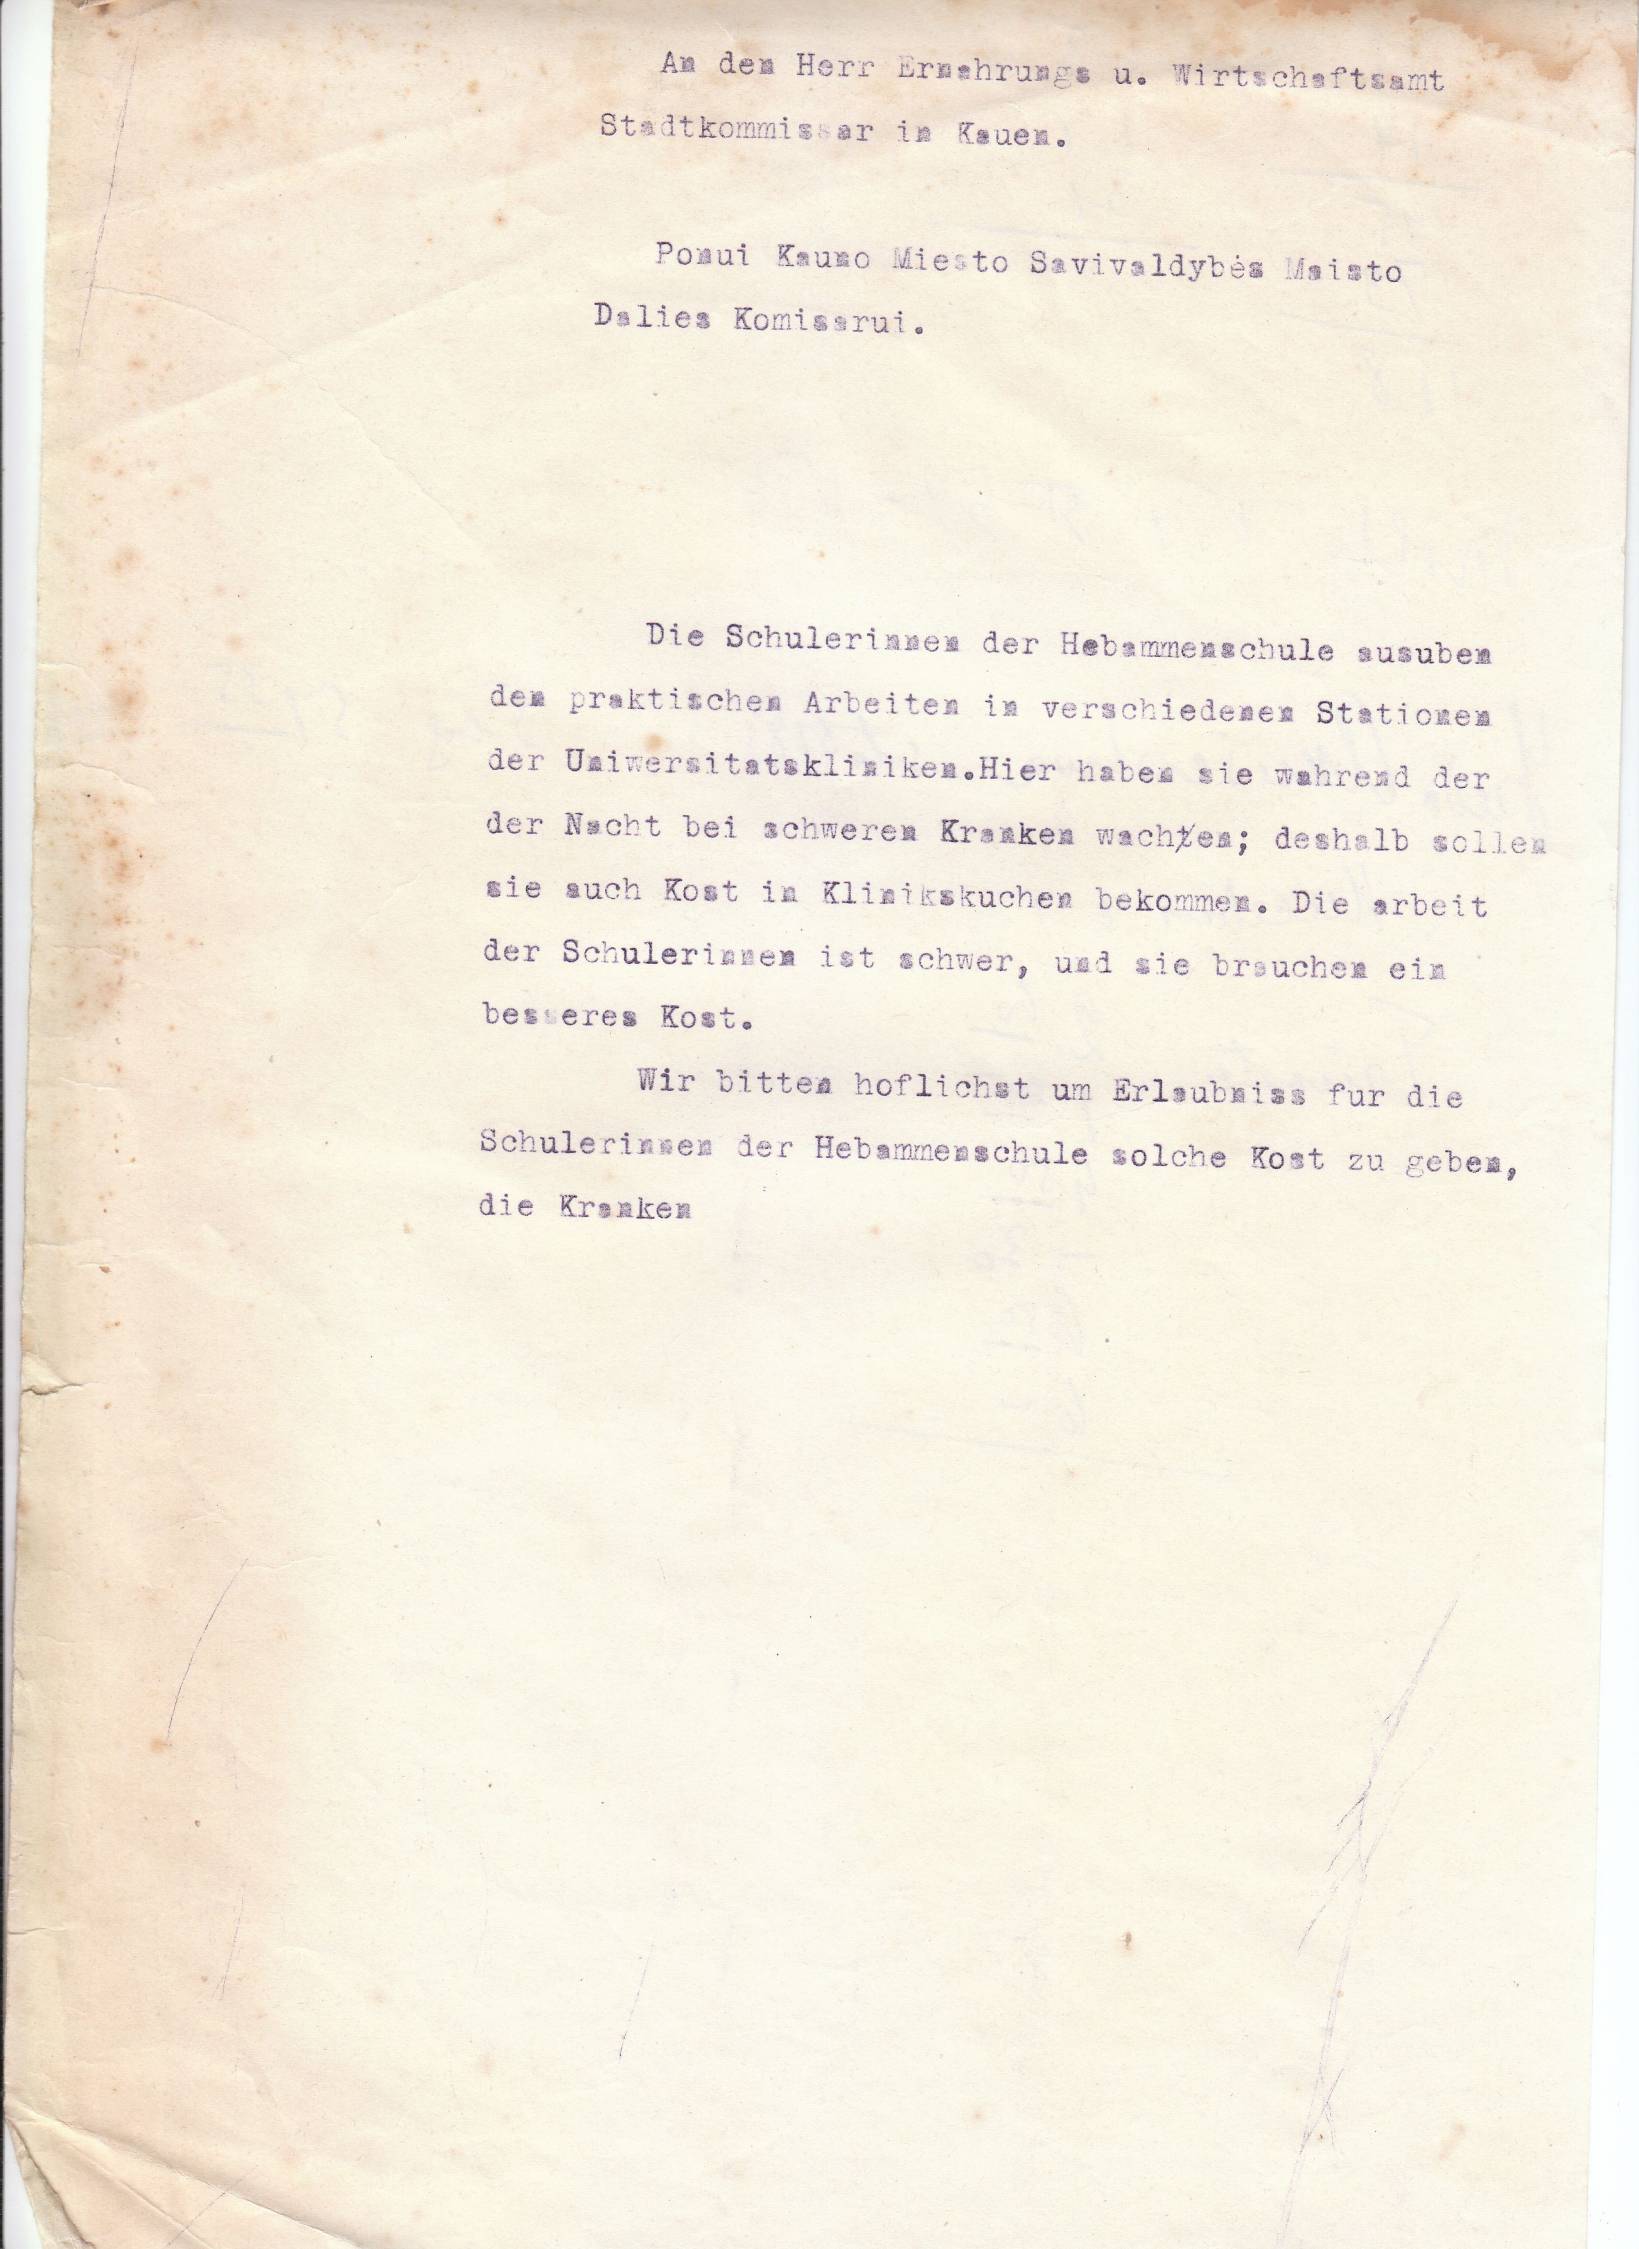 An den Herr Ernahrungs u. Wirtschaftsamt
Stadtkommissar in Kauen.
Ponui Kauno Miesto Savivaldybės Maisto
Dalies Komisarui.
Die Schulerinnen der Hebammenschule ausuben
den praktischen Arbeiten in verschiedenen Stationen
der Uniwersitatskliniken.Hier haben sie wahrend der
der Nacht bei schweren Kranken wachten; deshalb sollen
sie auch Kost in Klinikskuchen bekommen. Die arbeit
der Schulerinnen ist schwer, und sie brauchen ein
besseres Kost.
Wir bitten hoflichst um Erlaubniss fur die
Schulerinnen der Hebammenschule solche Kost zu geben,
die Kranken